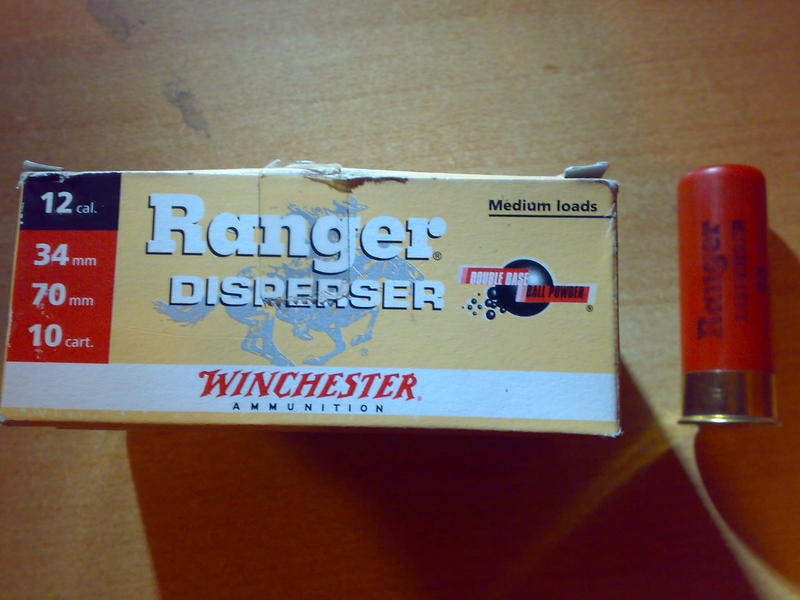 12 cal.
34 mm
70 mm
10 cart.
Ranger®
DISPERSER
Medium loads
DOUBLE BASE
BALL POWDER
®
®
WINCHESTER®
AMMUNITION
Ranger